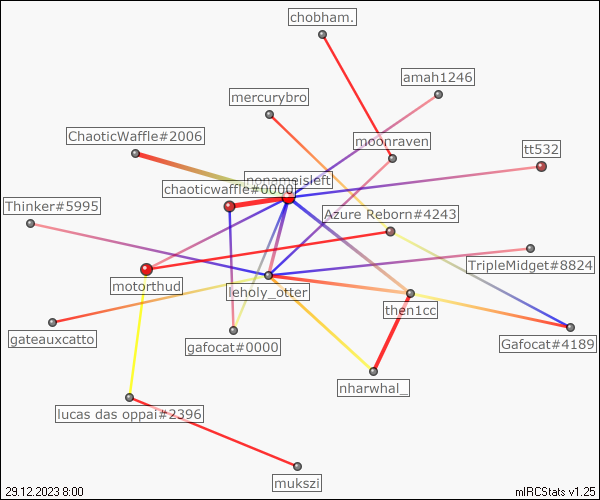 chobham.
amah1246
mercurybro
ChaoticWaffle#2006
moonraven
tt532
nonameisleft
chaoticwaffle#0000
Thinker#5995
Azure Reborn#4243
TripleMidget#8824
motorthud
leholy_otter
then1cc
gateauxcatto
gafocat#0000
Gafocat#4189
nharwhal_
lucas das oppai#2396
mukszi
29.12.2023 8:00
mIRCStats v1.25